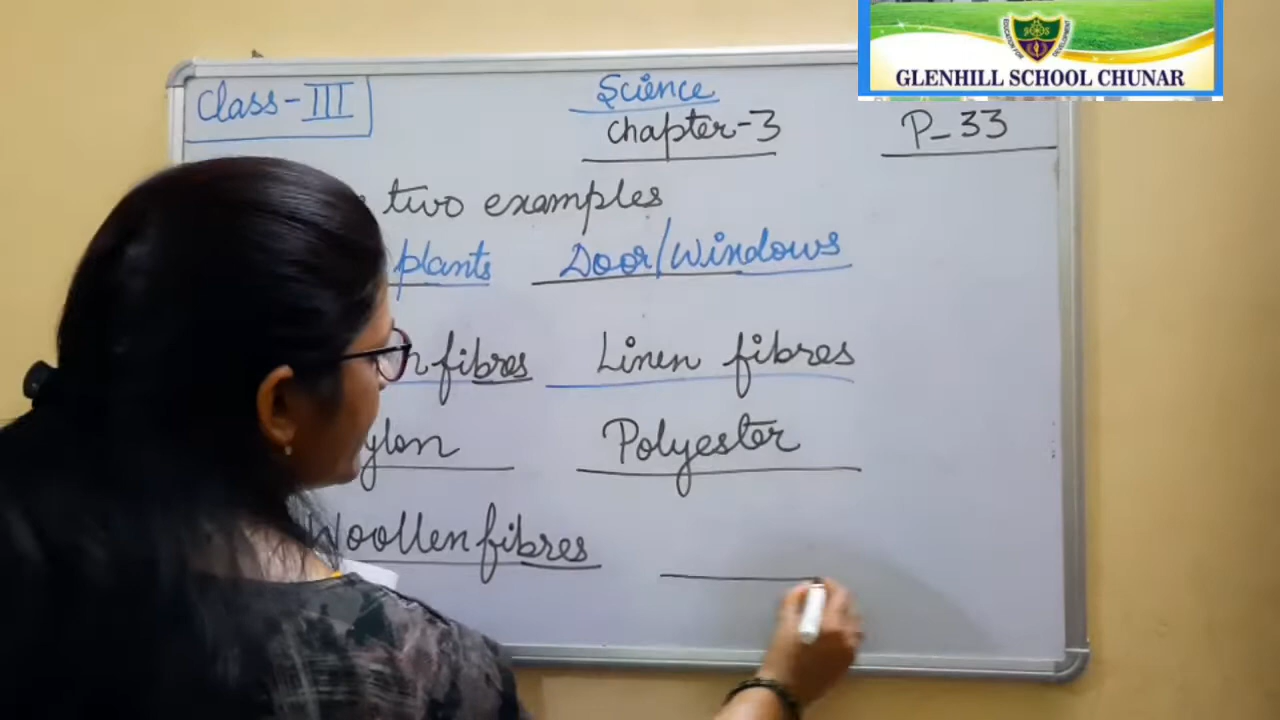 GLENHILL SCHOOL CHUNAR
Class-III
Science
Chapter-3
P-33
two examples
plants Door/Windows
fibres Linen fibres
Polyester
Woollen fibres